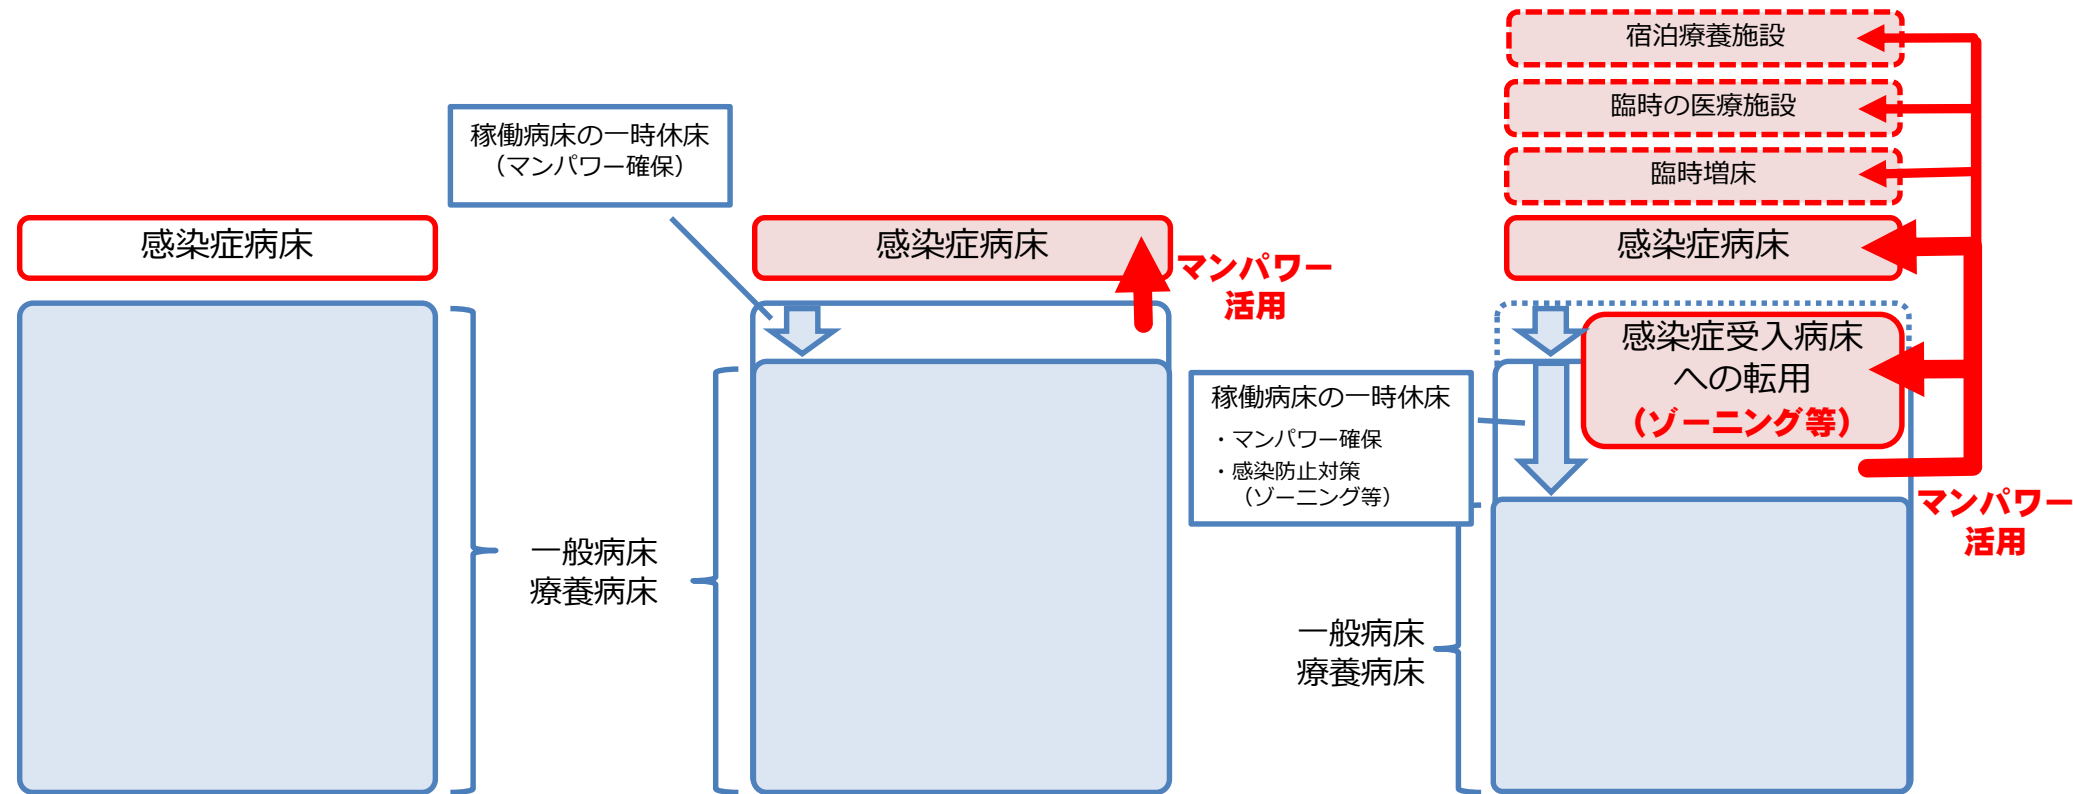 感染症病床
一般病床
療養病床
稼働病床の一時休床
（マンパワー確保）
感染症病床
マンパワー
活用
宿泊療養施設
臨時の医療施設
臨時増床
感染症病床
感染症受入病床
への転用
（ゾーニング等）
稼働病床の一時休床
・マンパワー確保
・感染防止対策
（ゾーニング等）
マンパワー
活用
一般病床
療養病床